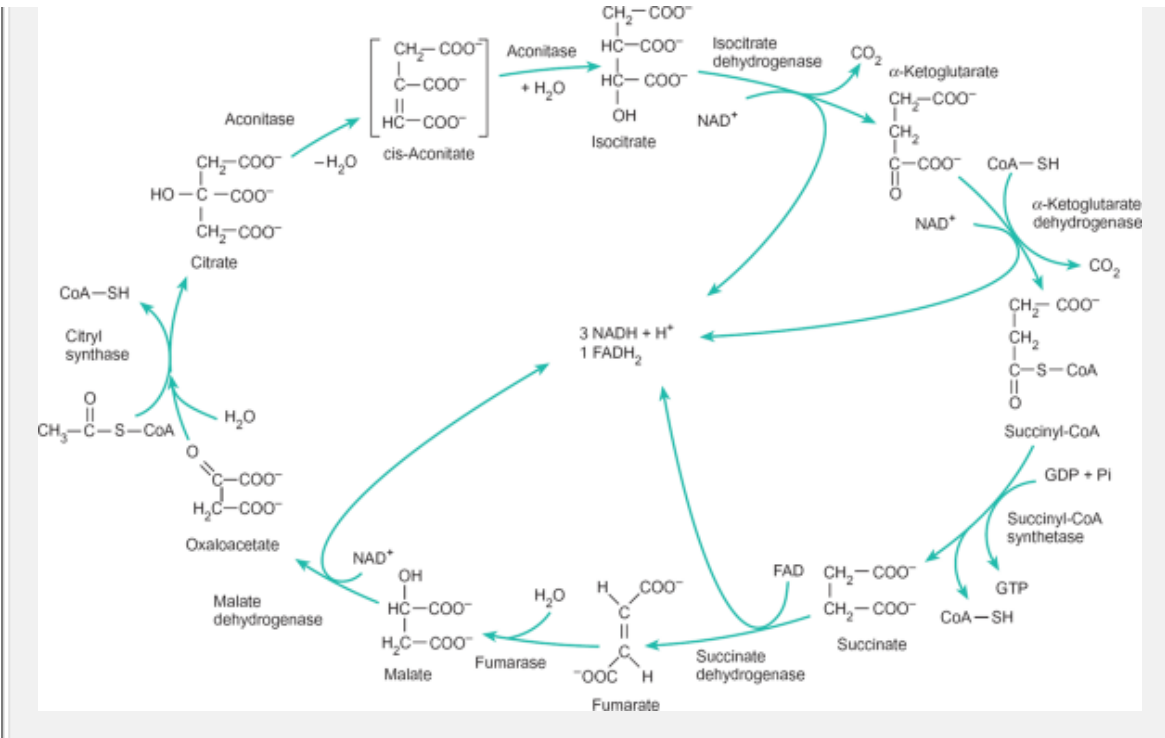 CH2—COO⁻
HC—COO⁻
HC—COO⁻
OH
Isocitrate
Aconitase
+ H2O
CH2—COO⁻
C—COO⁻
HC—COO⁻
cis-Aconitate
Aconitase
–H2O
Isocitrate
dehydrogenase
NAD⁺
CO2
α-Ketoglutarate
CH2—COO⁻
CH2
C—COO⁻
O
CoA—SH
NAD⁺
α-Ketoglutarate
dehydrogenase
CO2
CH2—COO⁻
HO—C—COO⁻
CH2—COO⁻
Citrate
CoA—SH
Citryl
synthase
O
CH3—C—S—CoA
H2O
O
C—COO⁻
H2C—COO⁻
Oxaloacetate
3 NADH + H⁺
1 FADH2
CH2—COO⁻
CH2
C—S—CoA
O
Succinyl-CoA
GDP + Pi
Succinyl-CoA
synthetase
GTP
CoA—SH
CH2—COO⁻
CH2—COO⁻
Succinate
FAD
Succinate
dehydrogenase
H COO⁻
C
C
⁻OOC H
Fumarate
H2O
Fumarase
OH
HC—COO⁻
H2C—COO⁻
Malate
NAD⁺
Malate
dehydrogenase